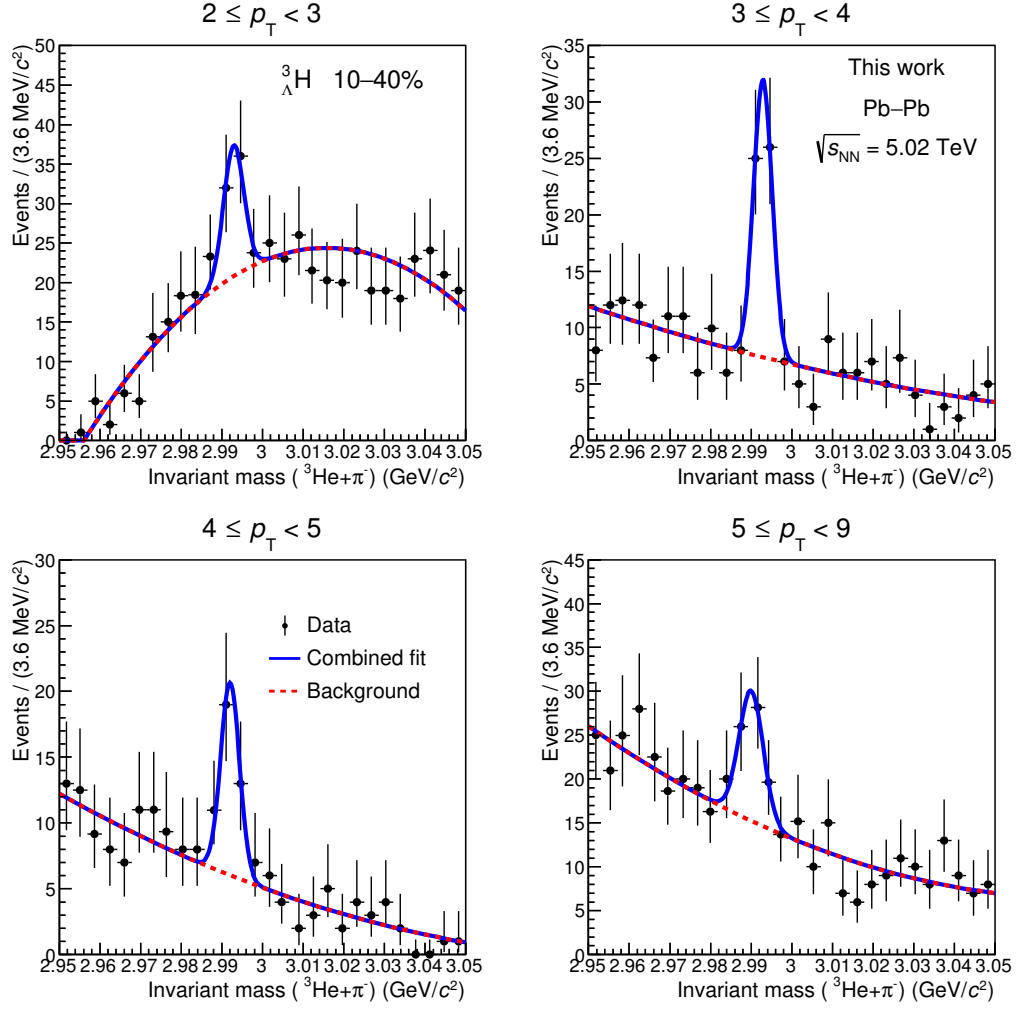 2 ≤ p_T < 3
50
45
40
35
30
25
20
15
10
5
0
Events / (3.6 MeV/c²)
³_ΛH 10–40%
2.95 2.96 2.97 2.98 2.99 3 3.01 3.02 3.03 3.04 3.05
Invariant mass ( ³He+π⁻) (GeV/c²)
3 ≤ p_T < 4
35
30
25
20
15
10
5
0
Events / (3.6 MeV/c²)
This work
Pb–Pb
√s_NN = 5.02 TeV
2.95 2.96 2.97 2.98 2.99 3 3.01 3.02 3.03 3.04 3.05
Invariant mass ( ³He+π⁻) (GeV/c²)
4 ≤ p_T < 5
30
25
20
15
10
5
0
Events / (3.6 MeV/c²)
Data
Combined fit
Background
2.95 2.96 2.97 2.98 2.99 3 3.01 3.02 3.03 3.04 3.05
Invariant mass ( ³He+π⁻) (GeV/c²)
5 ≤ p_T < 9
45
40
35
30
25
20
15
10
5
0
Events / (3.6 MeV/c²)
2.95 2.96 2.97 2.98 2.99 3 3.01 3.02 3.03 3.04 3.05
Invariant mass ( ³He+π⁻) (GeV/c²)